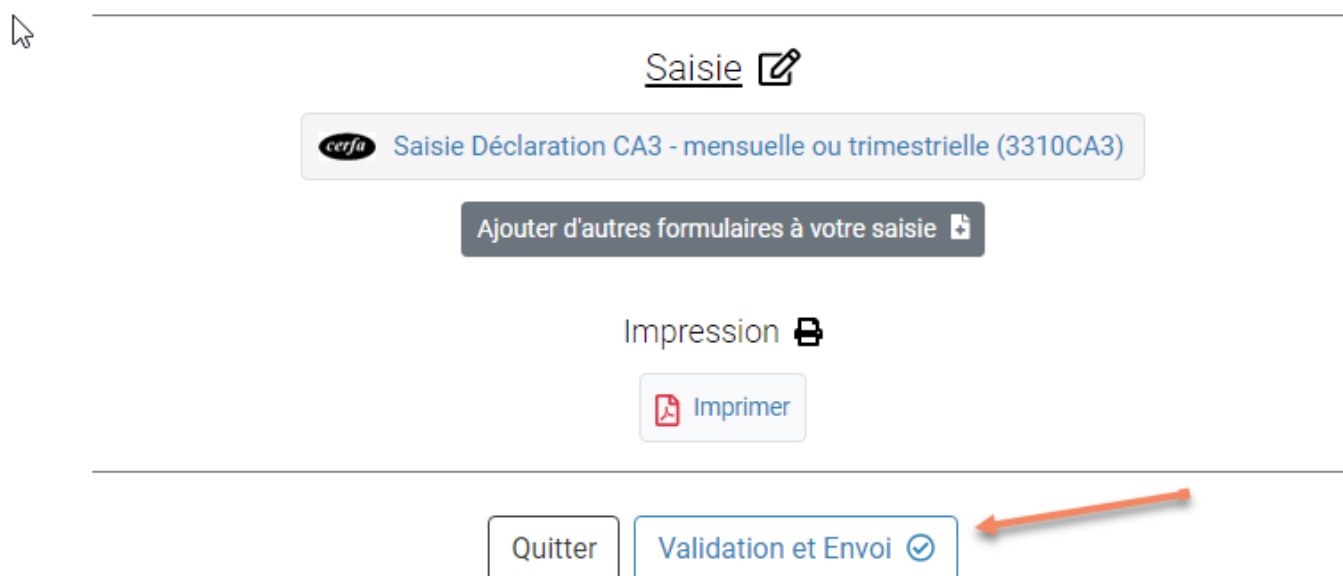 Saisie
cerfa Saisie Déclaration CA3 - mensuelle ou trimestrielle (3310CA3)
Ajouter d'autres formulaires à votre saisie
Impression
Imprimer
Quitter Validation et Envoi